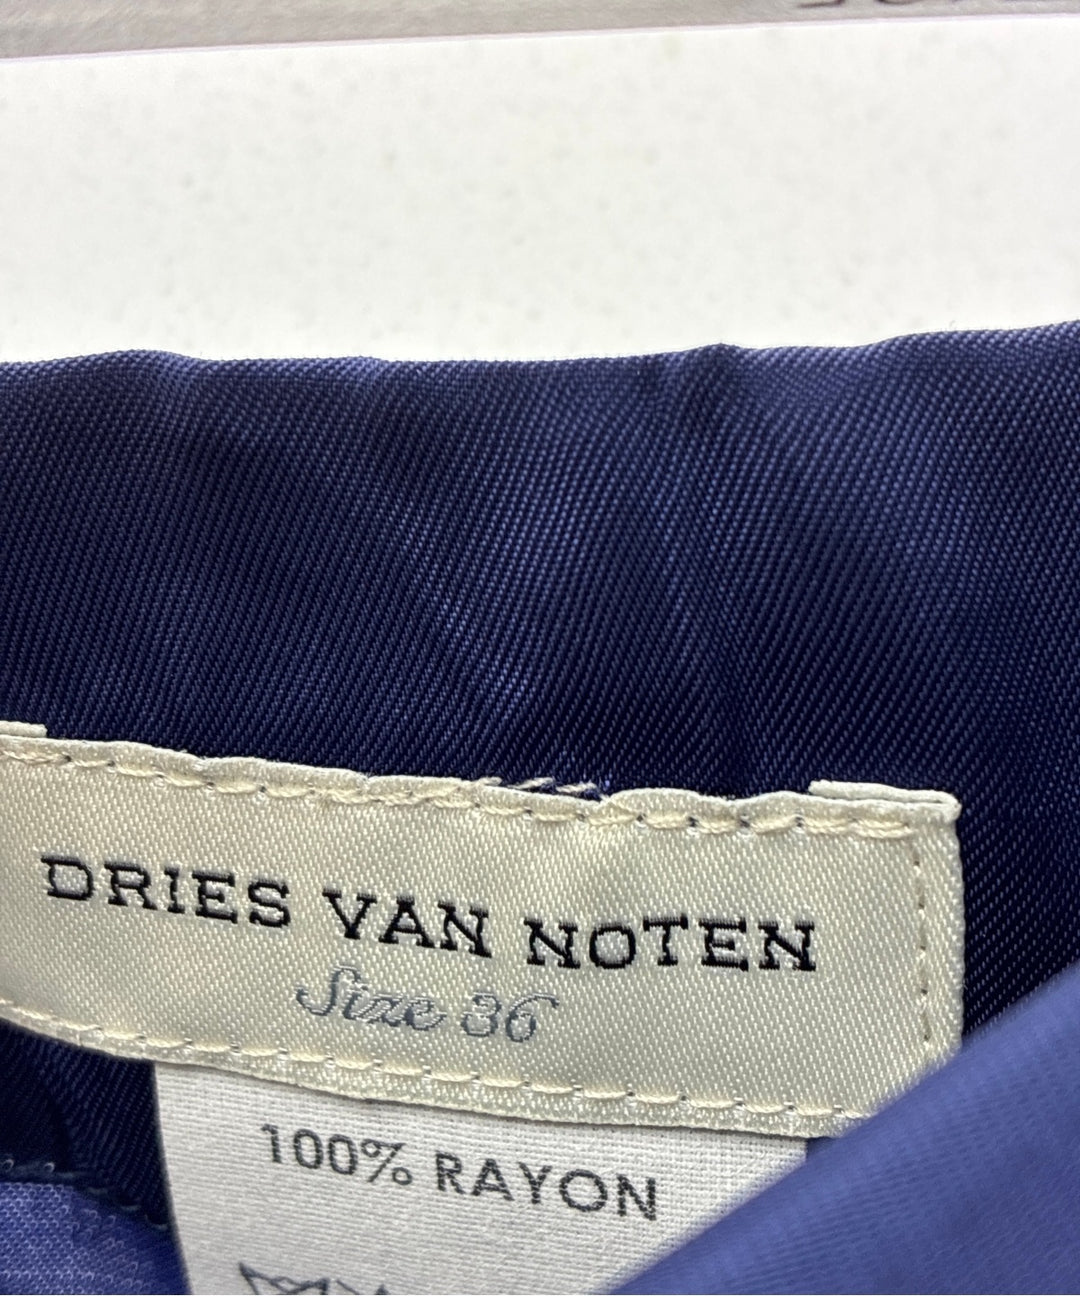 DRIES VAN NOTEN
Size 36
100% RAYON